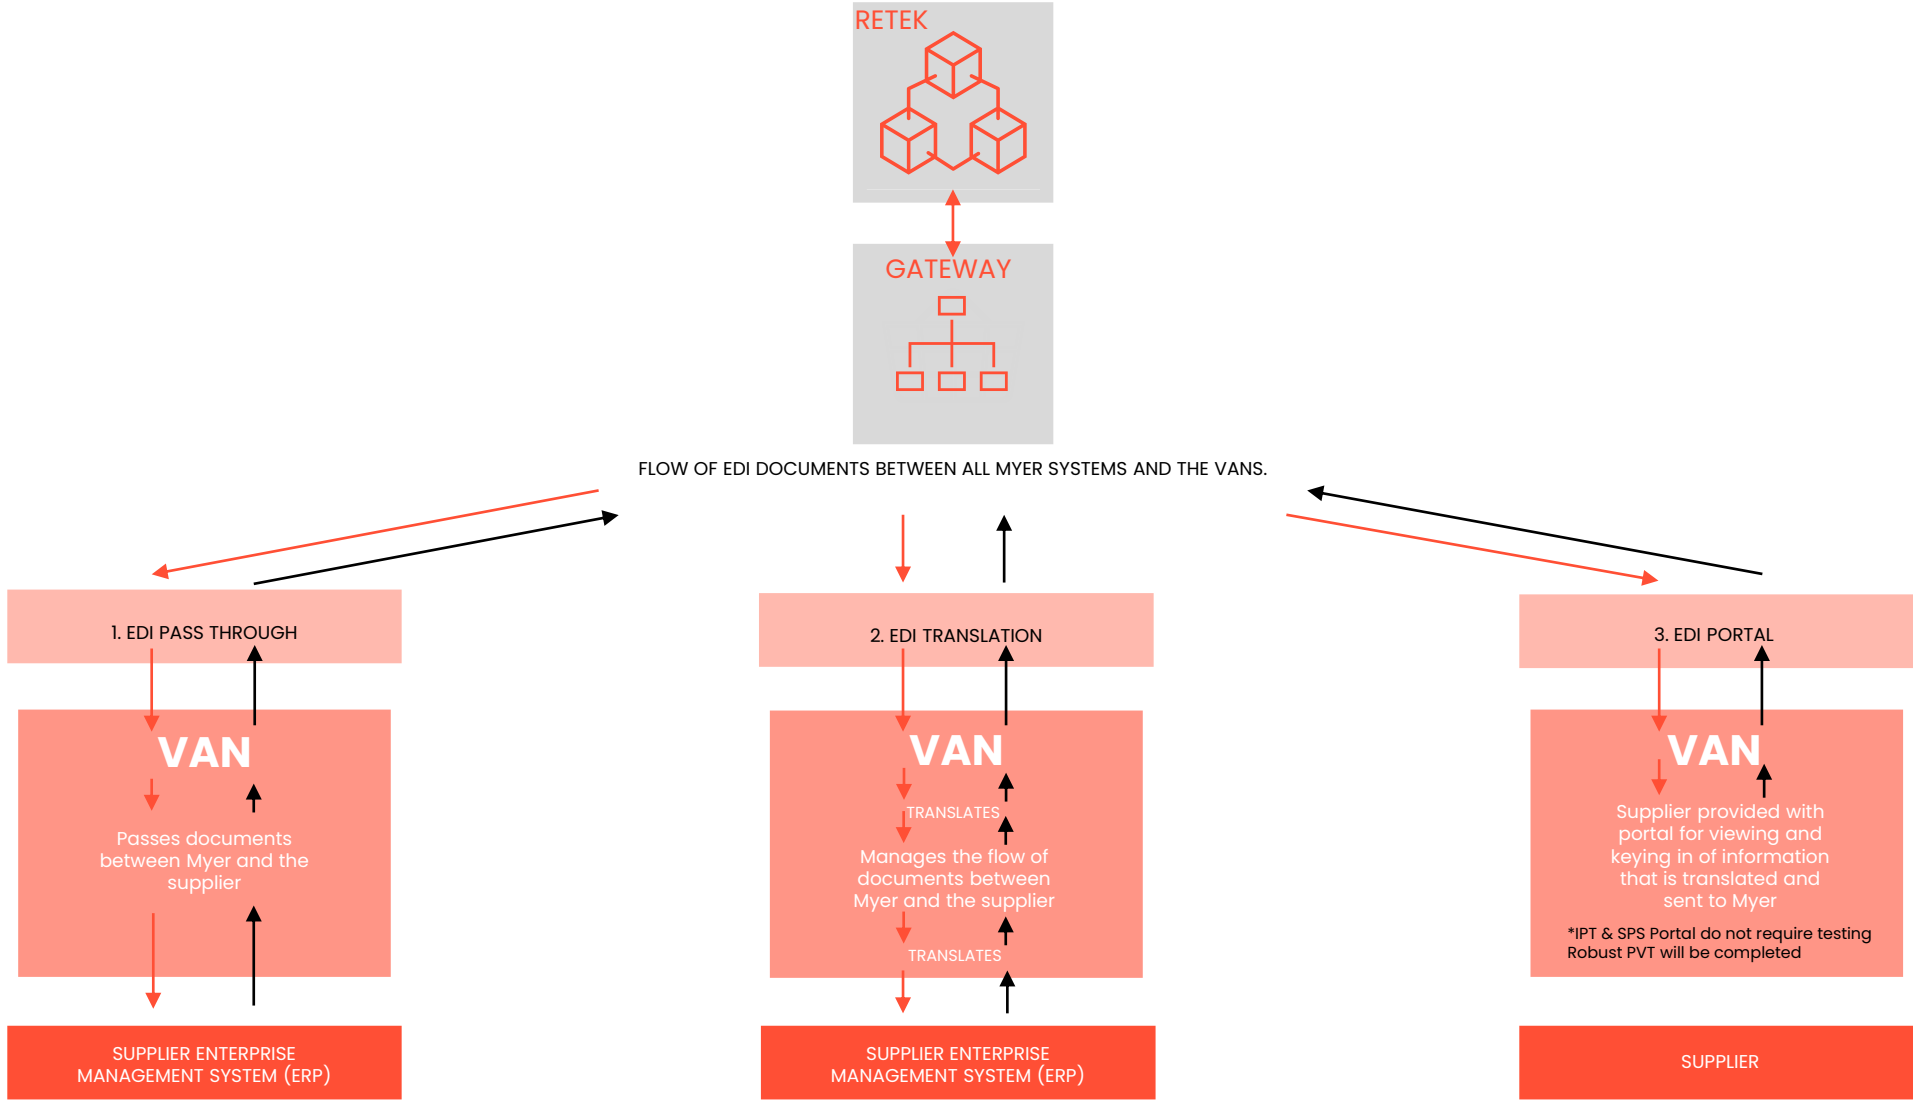 RETEK
GATEWAY
FLOW OF EDI DOCUMENTS BETWEEN ALL MYER SYSTEMS AND THE VANS.
1. EDI PASS THROUGH
VAN
Passes documents
between Myer and the
supplier
SUPPLIER ENTERPRISE
MANAGEMENT SYSTEM (ERP)
2. EDI TRANSLATION
VAN
TRANSLATES
Manages the flow of
documents between
Myer and the supplier
TRANSLATES
SUPPLIER ENTERPRISE
MANAGEMENT SYSTEM (ERP)
3. EDI PORTAL
VAN
Supplier provided with
portal for viewing and
keying in of information
that is translated and
sent to Myer
*IPT & SPS Portal do not require testing
Robust PVT will be completed
SUPPLIER